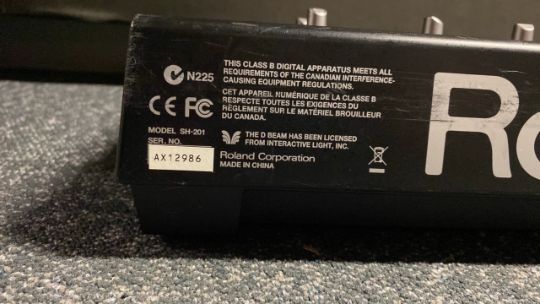 N225
THIS CLASS B DIGITAL APPARATUS MEETS ALL
REQUIREMENTS OF THE CANADIAN INTERFERENCE-
CAUSING EQUIPMENT REGULATIONS.
CET APPAREIL NUMÉRIQUE DE LA CLASSE B
RESPECTE TOUTES LES EXIGENCES DU
RÈGLEMENT SUR LE MATÉRIEL BROUILLEUR
DU CANADA.
CE FC
MODEL SH-201
SER. NO.
AX12986
THE D BEAM HAS BEEN LICENSED
FROM INTERACTIVE LIGHT, INC.
Roland Corporation
MADE IN CHINA
Ro